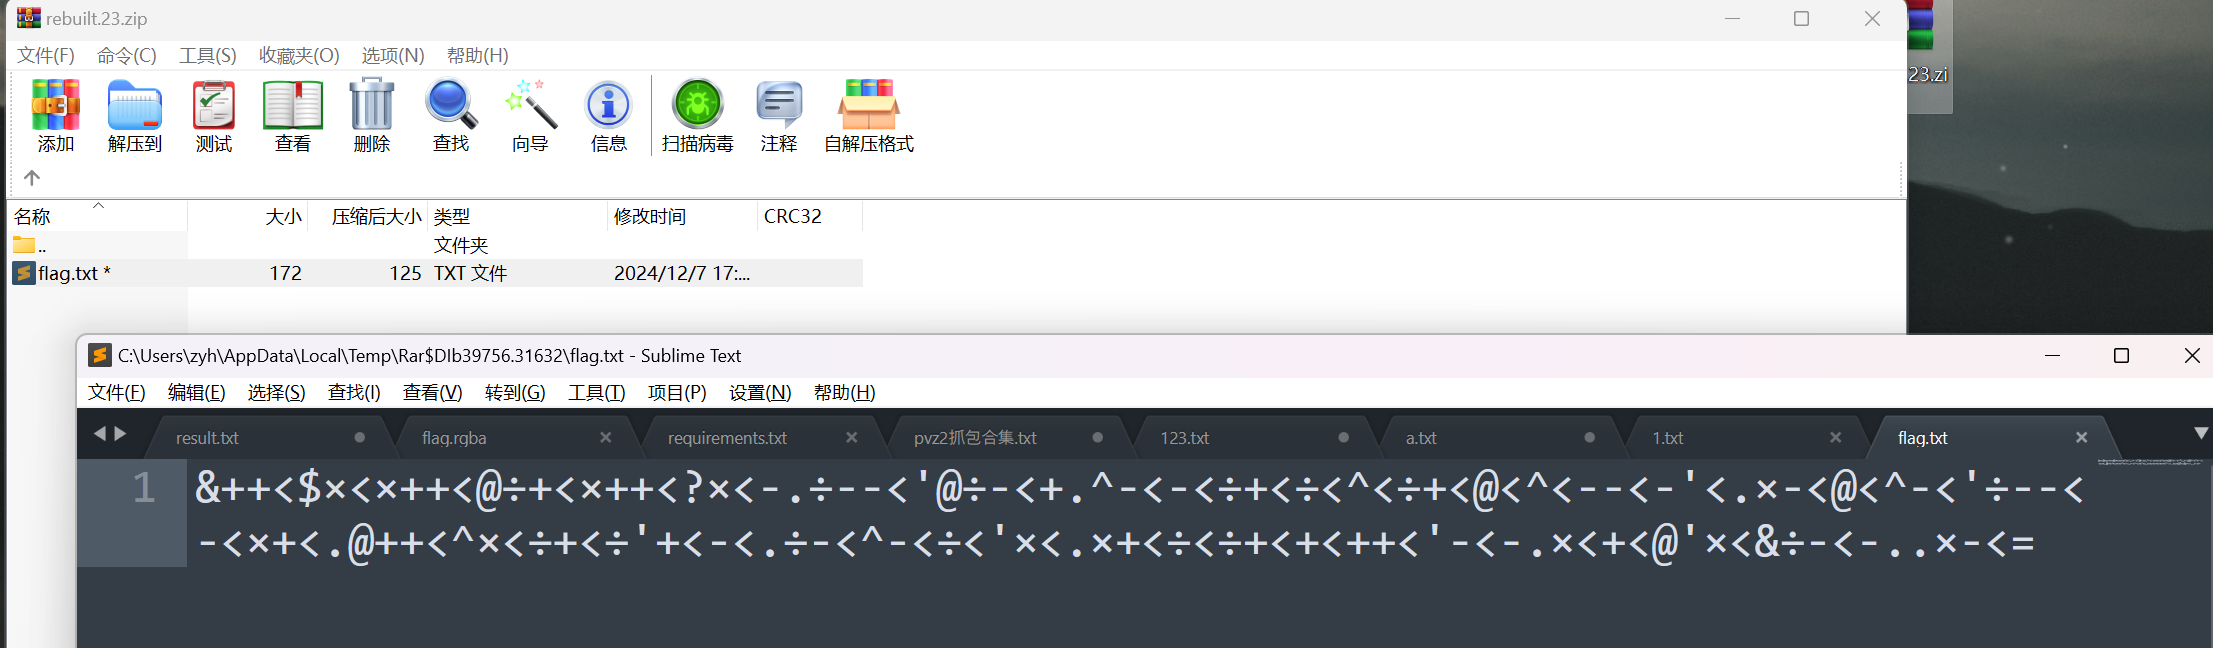 rebuilt.23.zip
23.zi
文件(F) 命令(C) 工具(S) 收藏夹(O) 选项(N) 帮助(H)
添加 解压到 测试 查看 删除 查找 向导 信息 扫描病毒 注释 自解压格式
名称 大小 压缩后大小 类型 修改时间 CRC32
.. 文件夹
flag.txt * 172 125 TXT 文件 2024/12/7 17:...
C:\Users\zyh\AppData\Local\Temp\Rar$DIb39756.31632\flag.txt - Sublime Text
文件(F) 编辑(E) 选择(S) 查找(I) 查看(V) 转到(G) 工具(T) 项目(P) 设置(N) 帮助(H)
result.txt flag.rgba requirements.txt pvz2抓包合集.txt 123.txt a.txt 1.txt flag.txt
1 &++<$×<×++<@÷+<×++<?×<-.÷--<'@÷-<+.^-<-<÷+<÷<^<÷+<@<^<--<-'<.×-<@<^-<'÷--<
-<×+<.@++<^×<÷+<÷'+<-<.÷-<^-<÷<'×<.×+<÷<÷+<+<++<'-<-.×<+<@'×<&÷-<-..×-<=